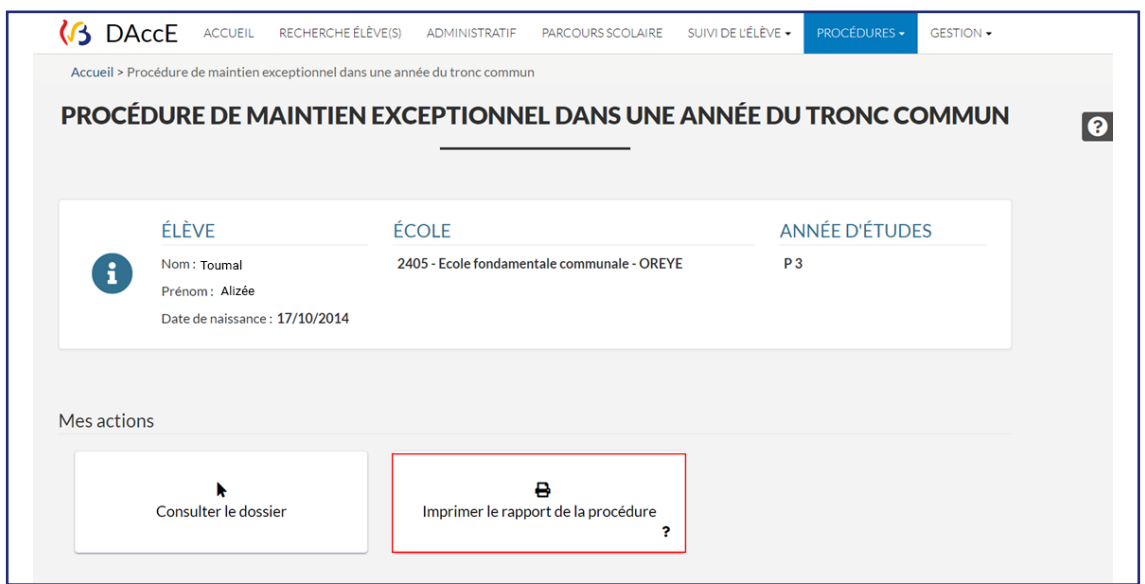 DAccE ACCUEIL RECHERCHE ÉLÈVE(S) ADMINISTRATIF PARCOURS SCOLAIRE SUIVI DE L'ÉLÈVE PROCÉDURES GESTION
Accueil > Procédure de maintien exceptionnel dans une année du tronc commun
PROCÉDURE DE MAINTIEN EXCEPTIONNEL DANS UNE ANNÉE DU TRONC COMMUN
?
ÉLÈVE ÉCOLE ANNÉE D'ÉTUDES
Nom : Toumal 2405 - Ecole fondamentale communale - OREYE P 3
Prénom : Alizée
Date de naissance : 17/10/2014
Mes actions
Consulter le dossier Imprimer le rapport de la procédure
?